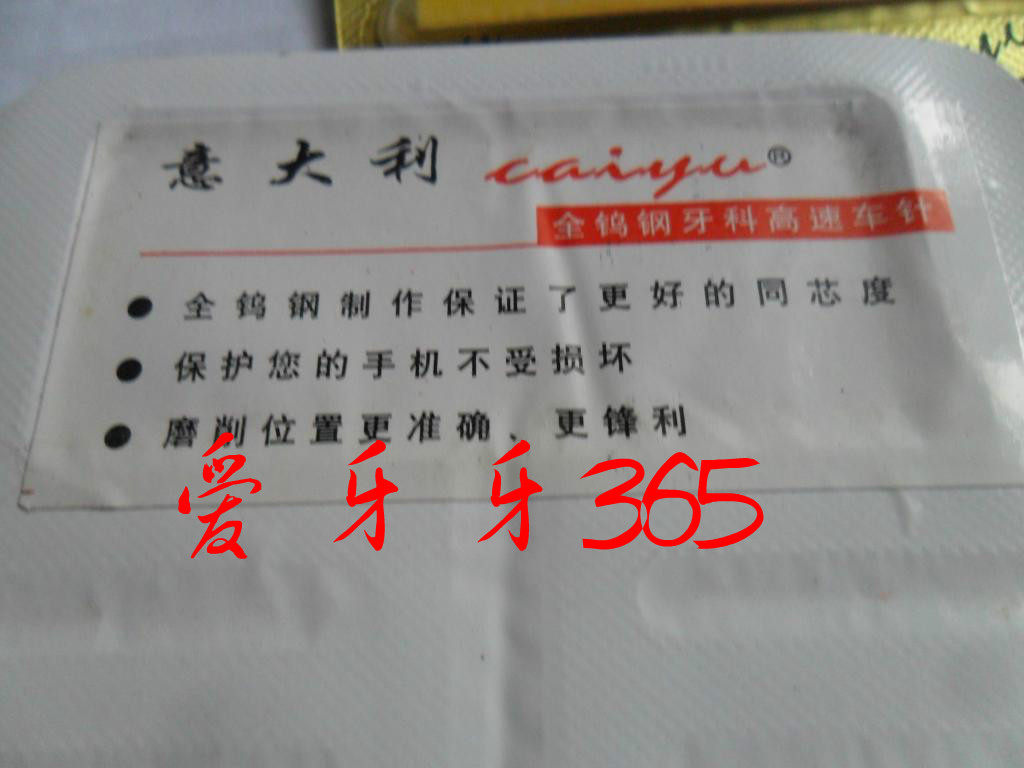 意大利 caiyu®
全钨钢牙科高速车针
● 全钨钢制作保证了更好的同芯度
● 保护您的手机不受损坏
● 磨削位置更准确、更锋利
爱牙牙365